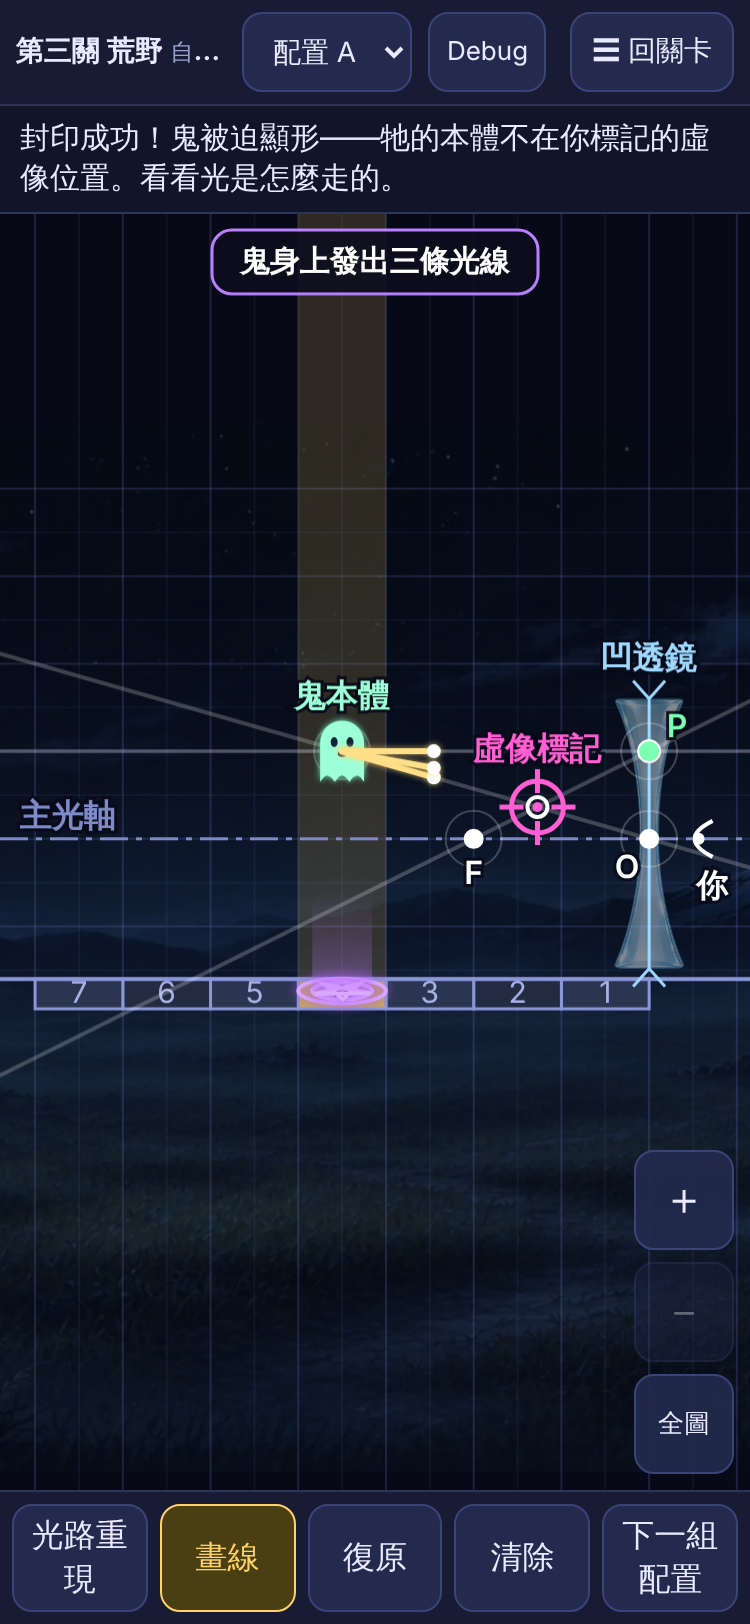 第三關 荒野 自...
配置 A
Debug
☰ 回關卡
封印成功！鬼被迫顯形——牠的本體不在你標記的虛
像位置。看看光是怎麼走的。
鬼身上發出三條光線
凹透鏡
鬼本體
P
虛像標記
主光軸
F
O
你
7 6 5 3 2 1
+
−
全圖
光路重
現
畫線
復原
清除
下一組
配置